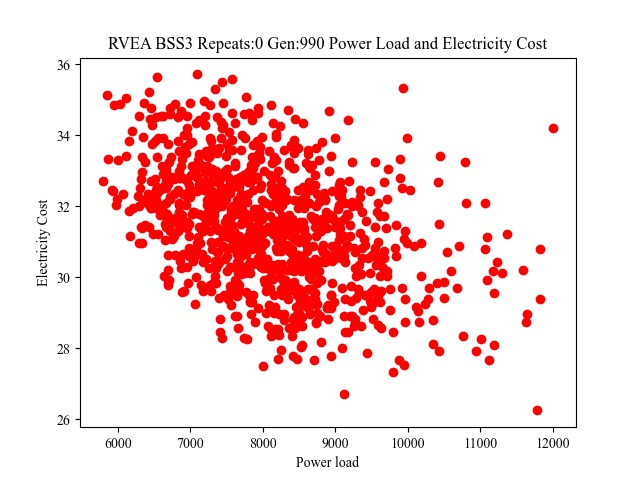 RVEA BSS3 Repeats:0 Gen:990 Power Load and Electricity Cost
36
34
32
30
28
26
Electricity Cost
6000 7000 8000 9000 10000 11000 12000
Power load